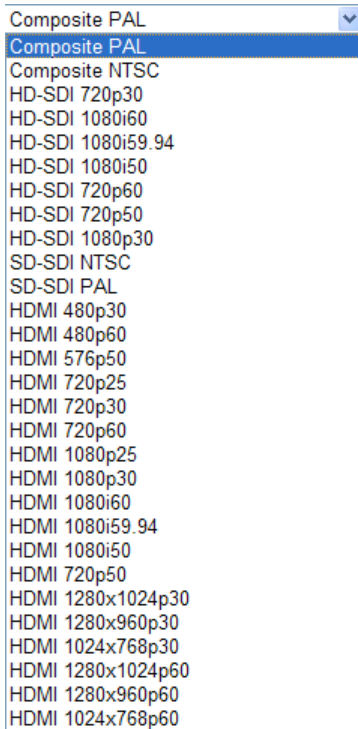 Composite PAL
Composite PAL
Composite NTSC
HD-SDI 720p30
HD-SDI 1080i60
HD-SDI 1080i59.94
HD-SDI 1080i50
HD-SDI 720p60
HD-SDI 720p50
HD-SDI 1080p30
SD-SDI NTSC
SD-SDI PAL
HDMI 480p30
HDMI 480p60
HDMI 576p50
HDMI 720p25
HDMI 720p30
HDMI 720p60
HDMI 1080p25
HDMI 1080p30
HDMI 1080i60
HDMI 1080i59.94
HDMI 1080i50
HDMI 720p50
HDMI 1280x1024p30
HDMI 1280x960p30
HDMI 1024x768p30
HDMI 1280x1024p60
HDMI 1280x960p60
HDMI 1024x768p60